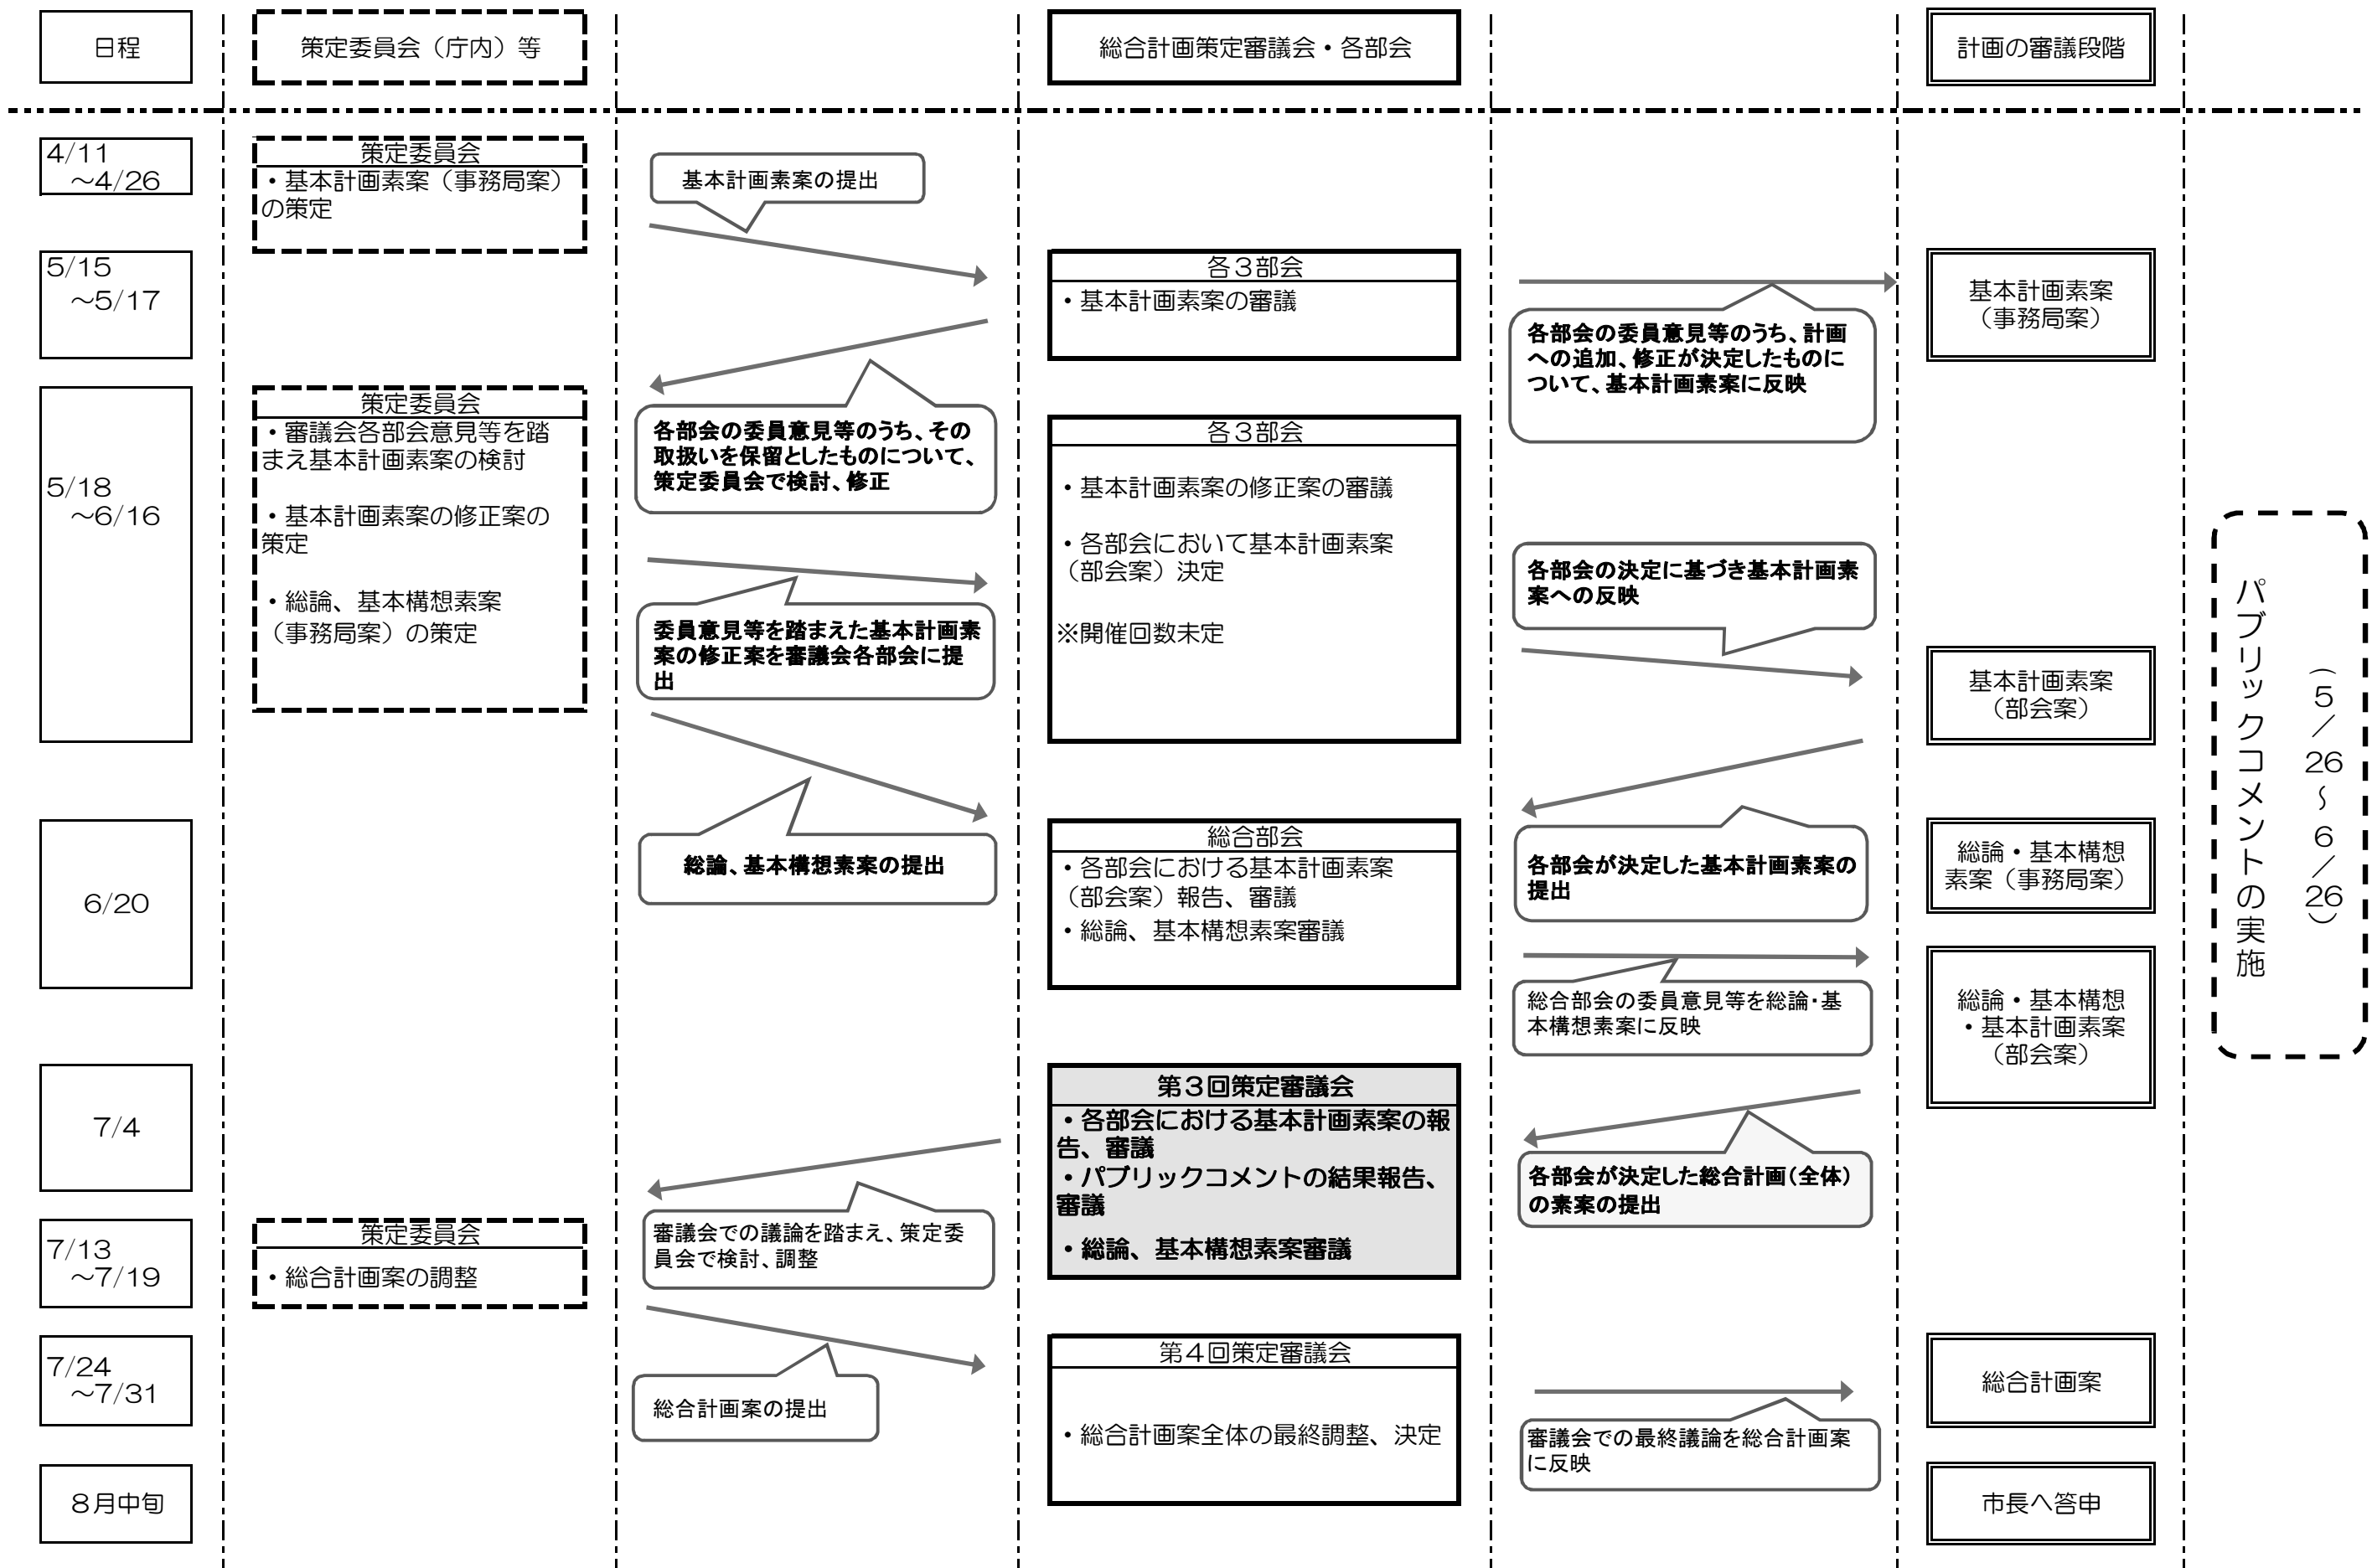 日程
策定委員会（庁内）等
総合計画策定審議会・各部会
計画の審議段階
4/11
～4/26
策定委員会
・基本計画素案（事務局案）
の策定
基本計画素案の提出
5/15
～5/17
各３部会
・基本計画素案の審議
各部会の委員意見等のうち、計画
への追加、修正が決定したものに
ついて、基本計画素案に反映
基本計画素案
（事務局案）
5/18
～6/16
策定委員会
・審議会各部会意見等を踏
まえ基本計画素案の検討
・基本計画素案の修正案の
策定
・総論、基本構想素案
（事務局案）の策定
各部会の委員意見等のうち、その
取扱いを保留としたものについて、
策定委員会で検討、修正
委員意見等を踏まえた基本計画素
案の修正案を審議会各部会に提
出
各３部会
・基本計画素案の修正案の審議
・各部会において基本計画素案
（部会案）決定
※開催回数未定
各部会の決定に基づき基本計画素
案への反映
基本計画素案
（部会案）
6/20
総論、基本構想素案の提出
総合部会
・各部会における基本計画素案
（部会案）報告、審議
・総論、基本構想素案審議
各部会が決定した基本計画素案の
提出
総合部会の委員意見等を総論・基
本構想素案に反映
総論・基本構想
素案（事務局案）
総論・基本構想
・基本計画素案
（部会案）
7/4
第３回策定審議会
・各部会における基本計画素案の報
告、審議
・パブリックコメントの結果報告、
審議
・総論、基本構想素案審議
各部会が決定した総合計画（全体）
の素案の提出
7/13
～7/19
策定委員会
・総合計画案の調整
審議会での議論を踏まえ、策定委
員会で検討、調整
7/24
～7/31
総合計画案の提出
第４回策定審議会
・総合計画案全体の最終調整、決定
審議会での最終議論を総合計画案
に反映
総合計画案
８月中旬
市長へ答申
パブリックコメントの実施
（５／26～６／26）